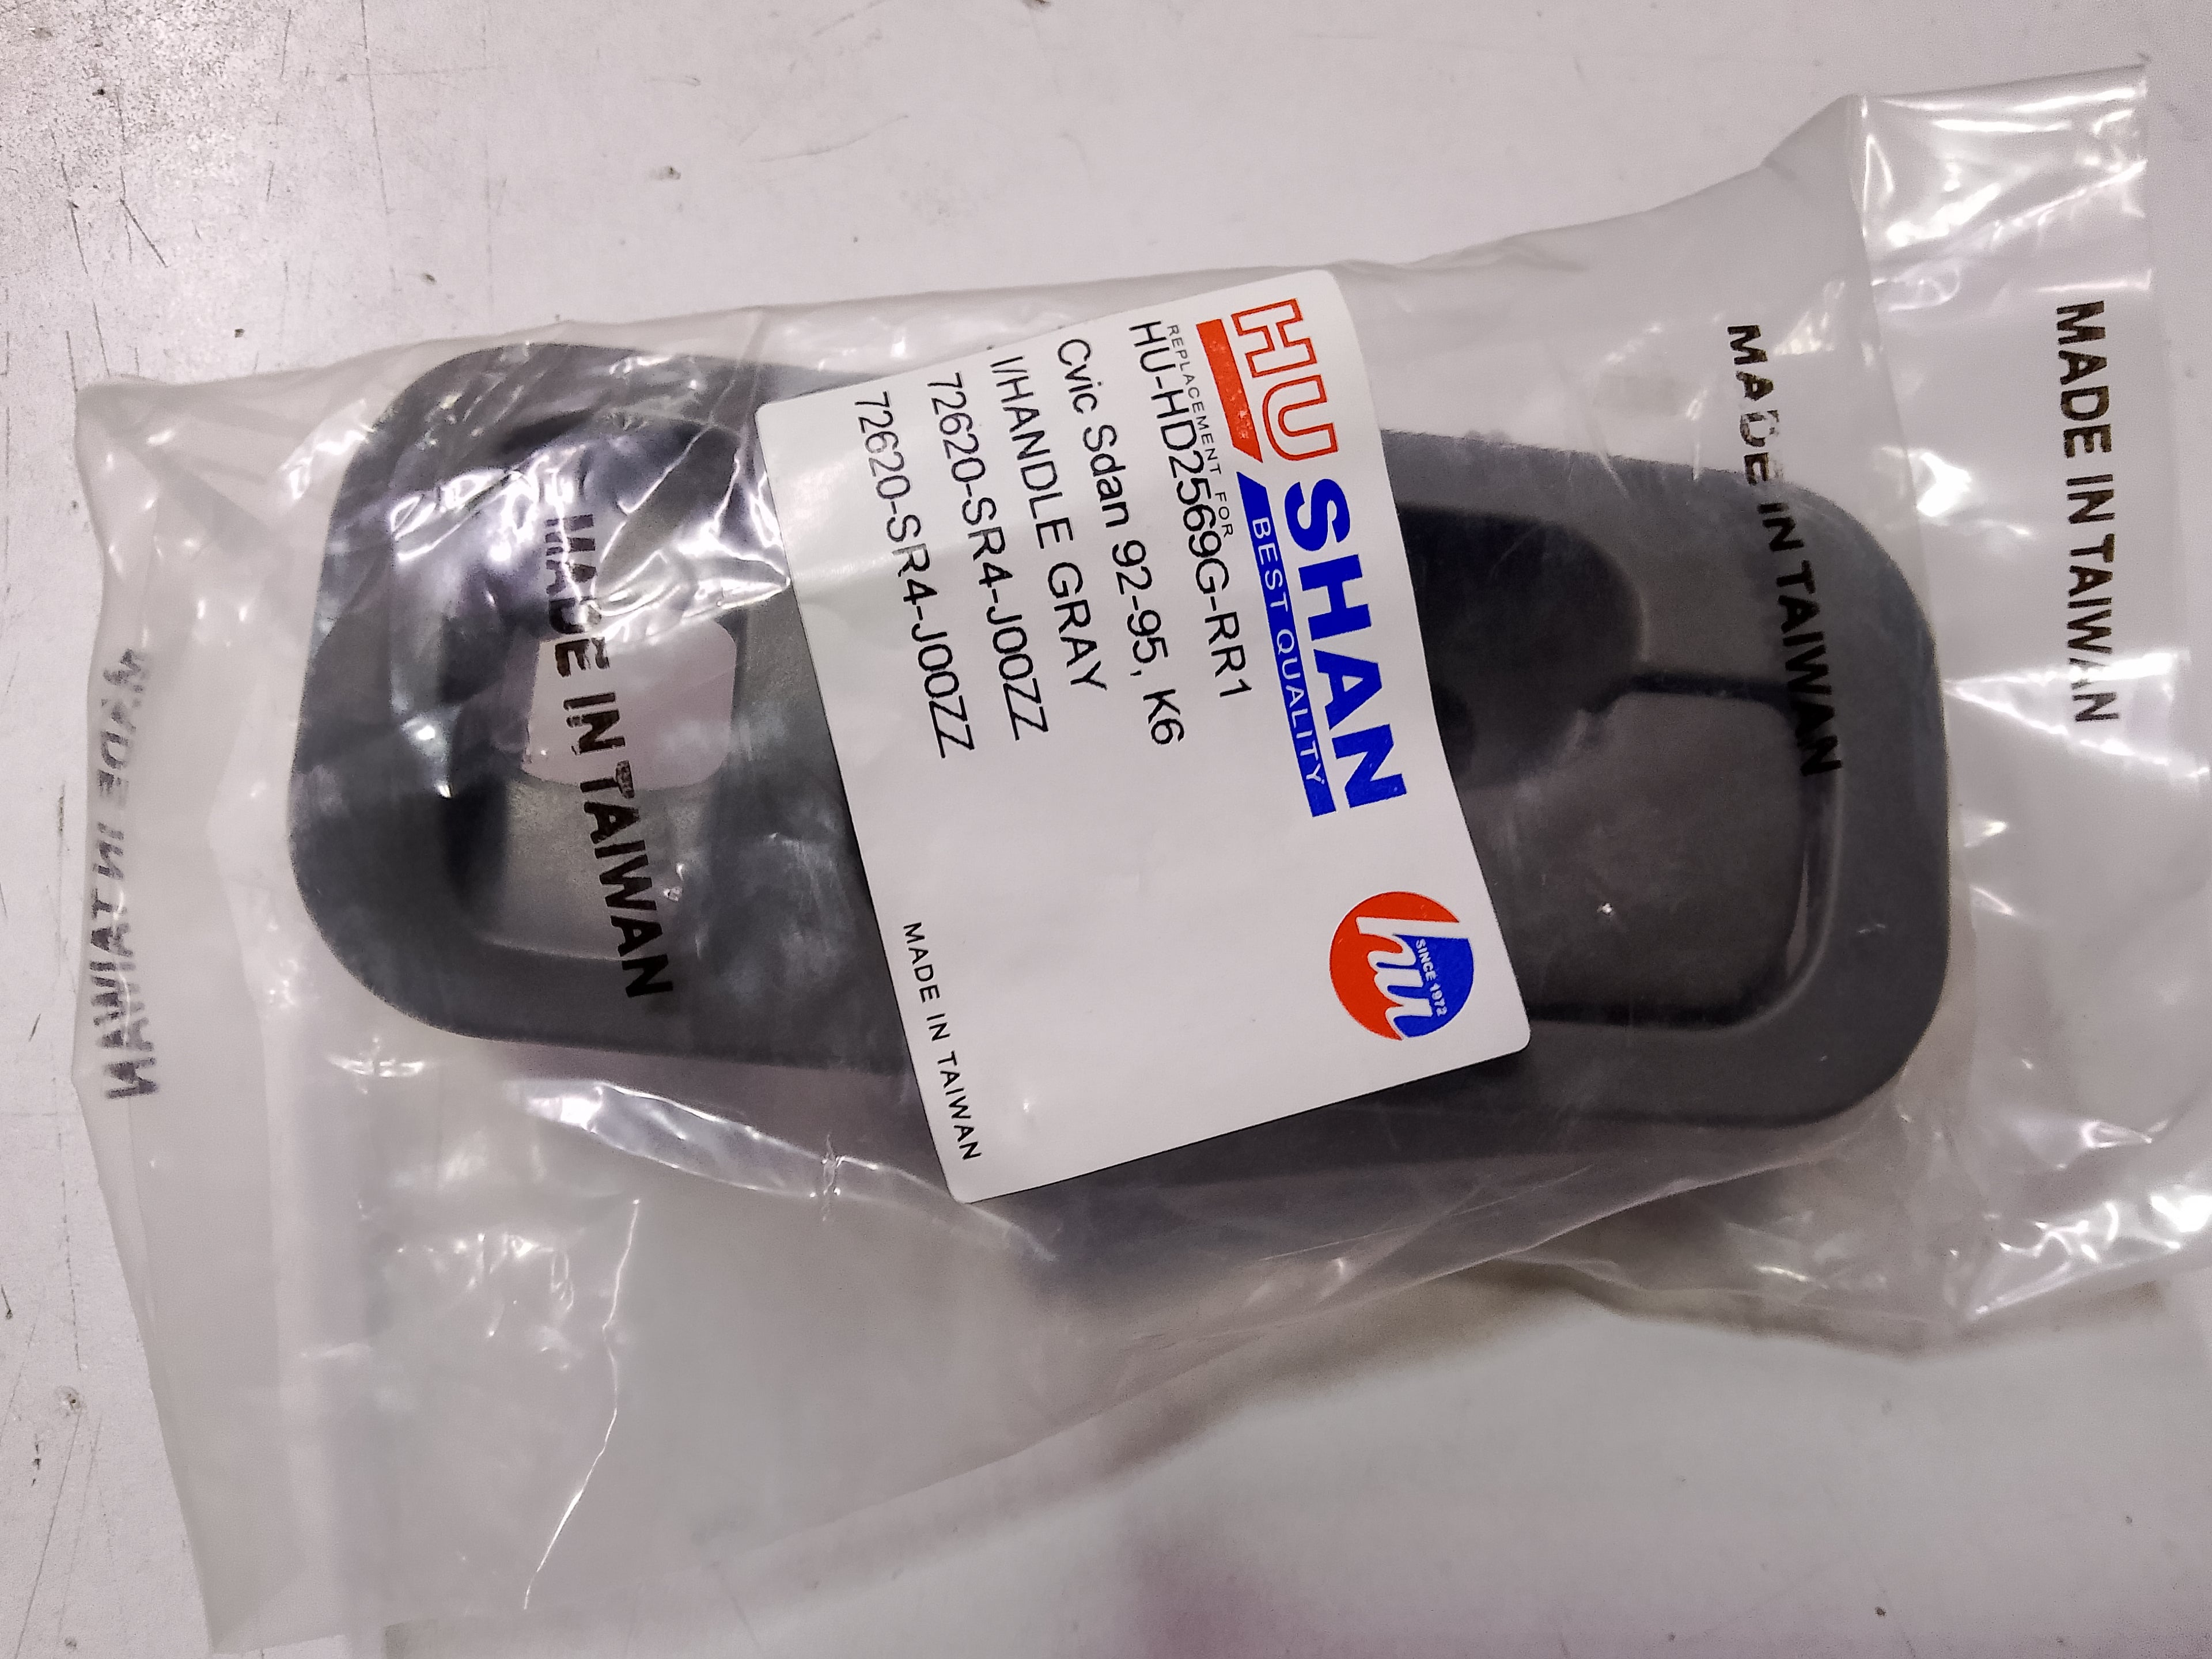 HU SHAN
BEST QUALITY
REPLACEMENT FOR
HU-HD2569G-RR1
Cvic Sdan 92-95, K6
I/HANDLE GRAY
72620-SR4-J00ZZ
72620-SR4-J00ZZ
MADE IN TAIWAN
hm
SINCE 1972
MADE IN TAIWAN
MADE IN TAIWAN
MADE IN TAIWAN
MADE IN TAIWAN